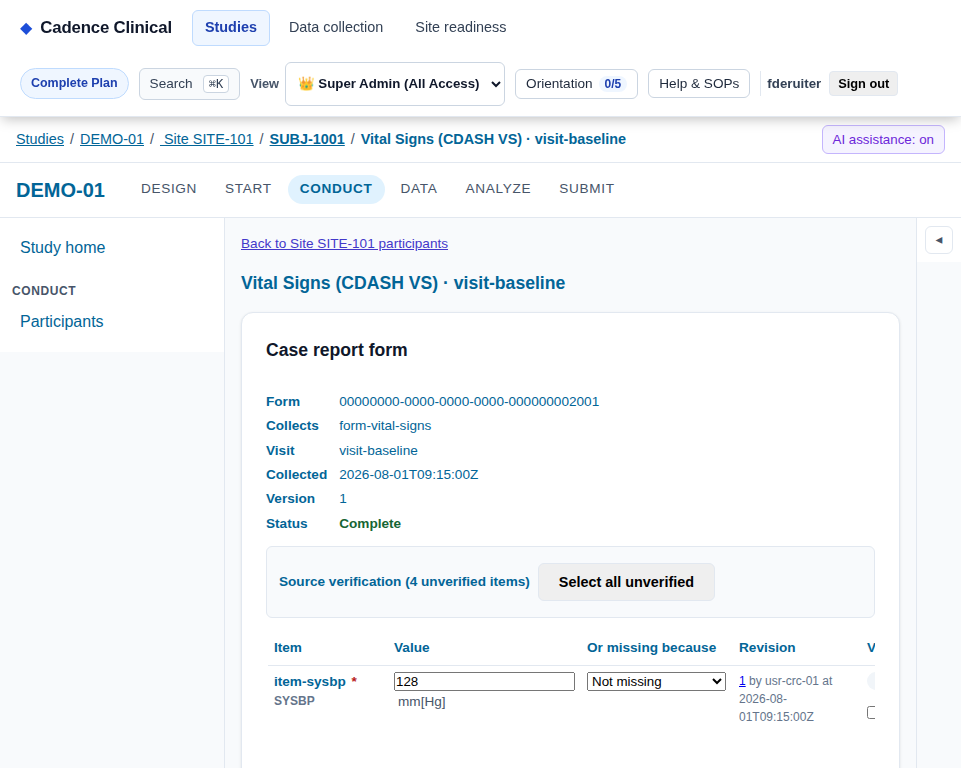 ◆ Cadence Clinical Studies Data collection Site readiness
Complete Plan Search ⌘K View 👑 Super Admin (All Access) Orientation 0/5 Help & SOPs fderuiter Sign out
Studies / DEMO-01 / Site SITE-101 / SUBJ-1001 / Vital Signs (CDASH VS) · visit-baseline AI assistance: on
DEMO-01 DESIGN START CONDUCT DATA ANALYZE SUBMIT
Study home
CONDUCT
Participants
Back to Site SITE-101 participants
◄
Vital Signs (CDASH VS) · visit-baseline
Case report form
Form 00000000-0000-0000-0000-000000002001
Collects form-vital-signs
Visit visit-baseline
Collected 2026-08-01T09:15:00Z
Version 1
Status Complete
Source verification (4 unverified items) Select all unverified
Item Value Or missing because Revision V
item-sysbp * 128 Not missing 1 by usr-crc-01 at
SYSBP mm[Hg] 2026-08-
01T09:15:00Z